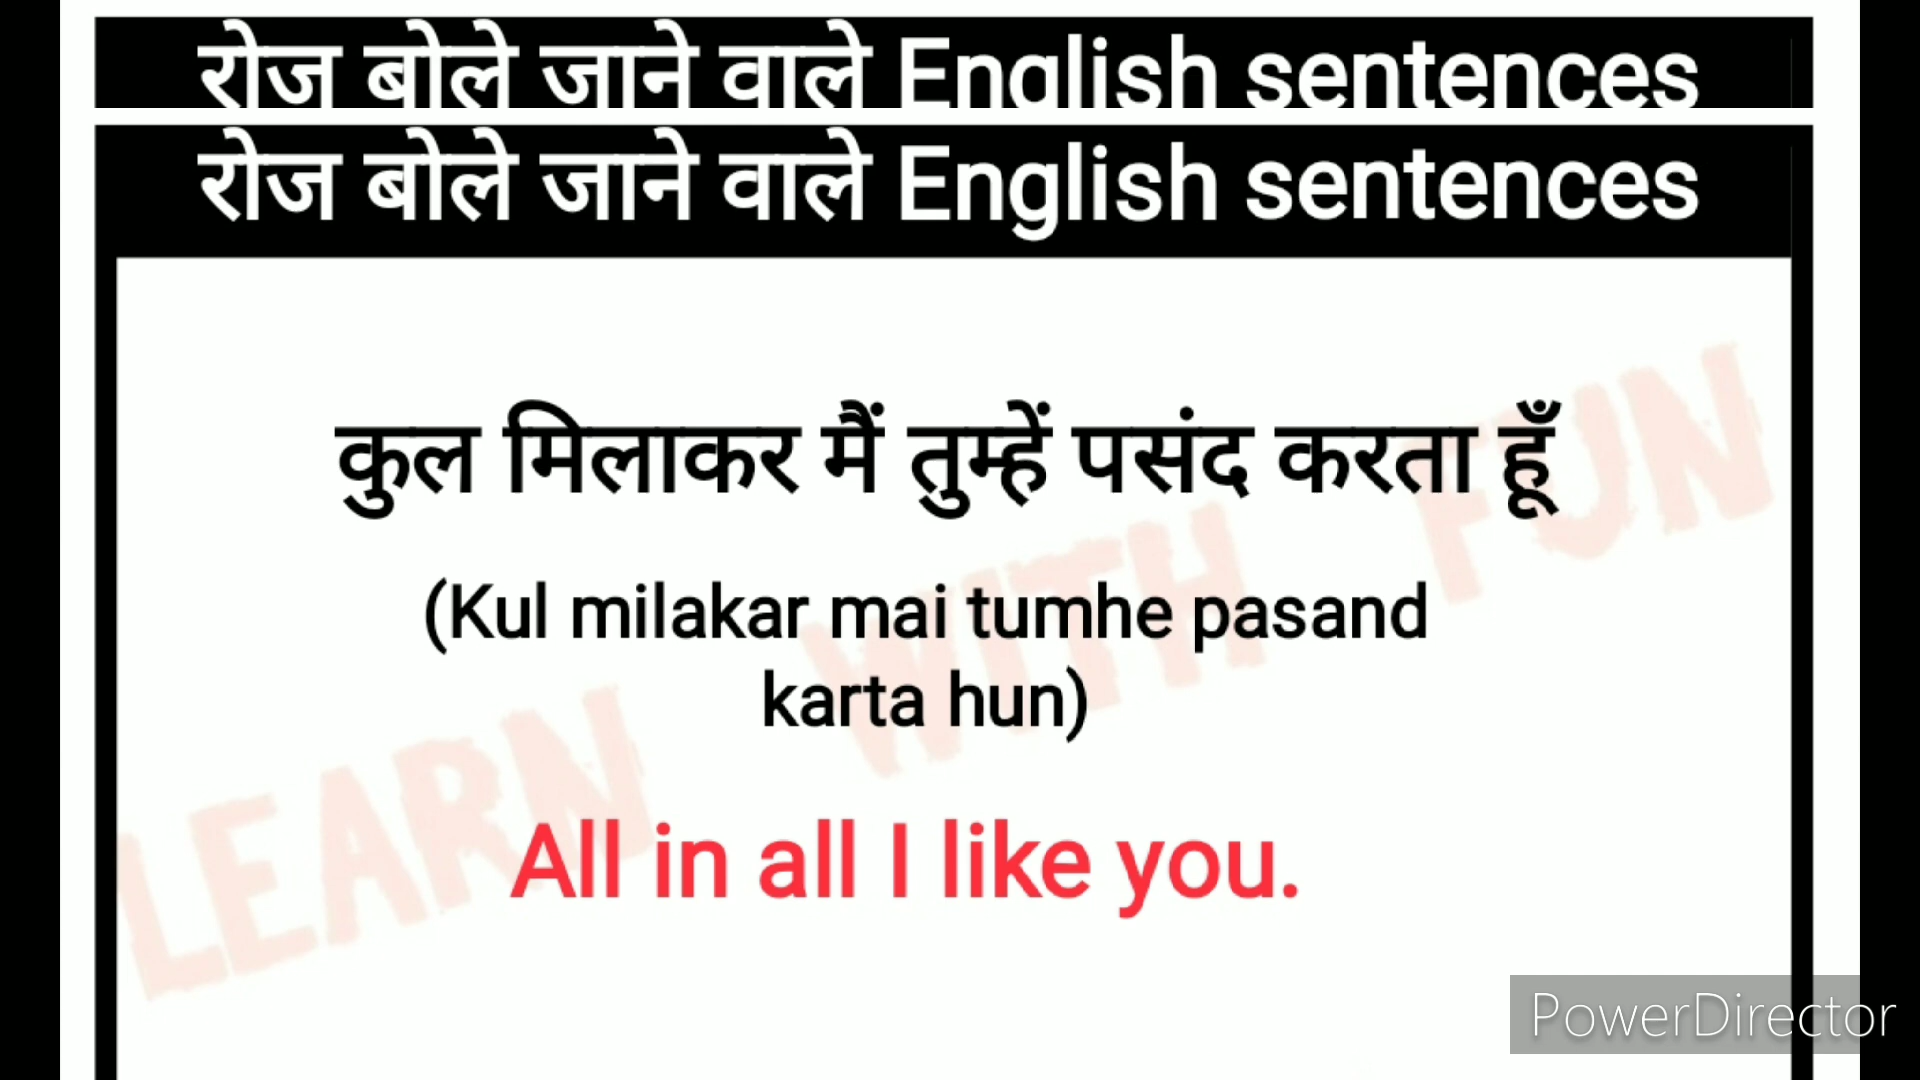 रोज बोले जाने वाले English sentences
रोज बोले जाने वाले English sentences
कुल मिलाकर मैं तुम्हें पसंद करता हूँ
(Kul milakar mai tumhe pasand
karta hun)
All in all I like you.
LEARN WITH FUN
PowerDirector